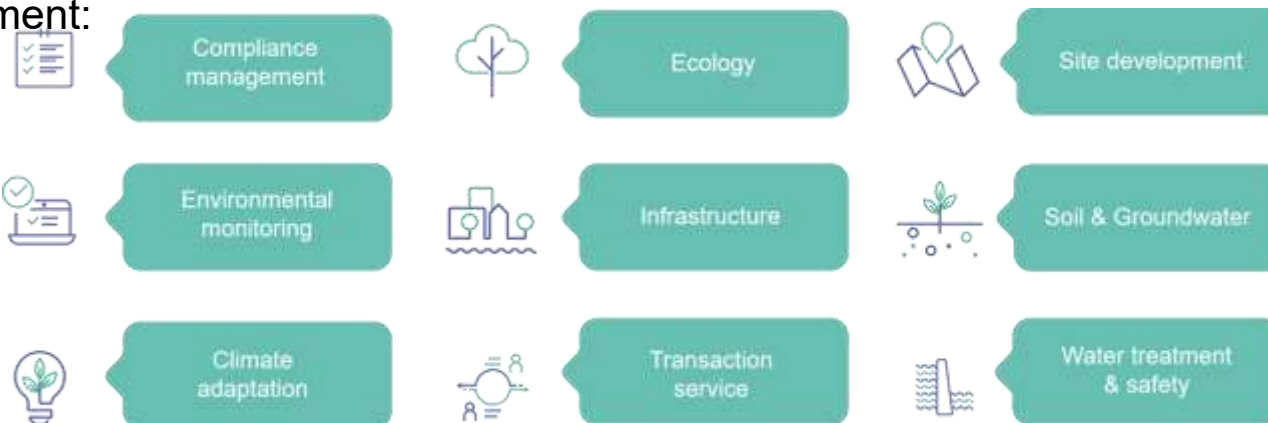 ment:
Compliance
management
Ecology
Site development
Environmental
monitoring
Infrastructure
Soil & Groundwater
Climate
adaptation
Transaction
service
Water treatment
& safety